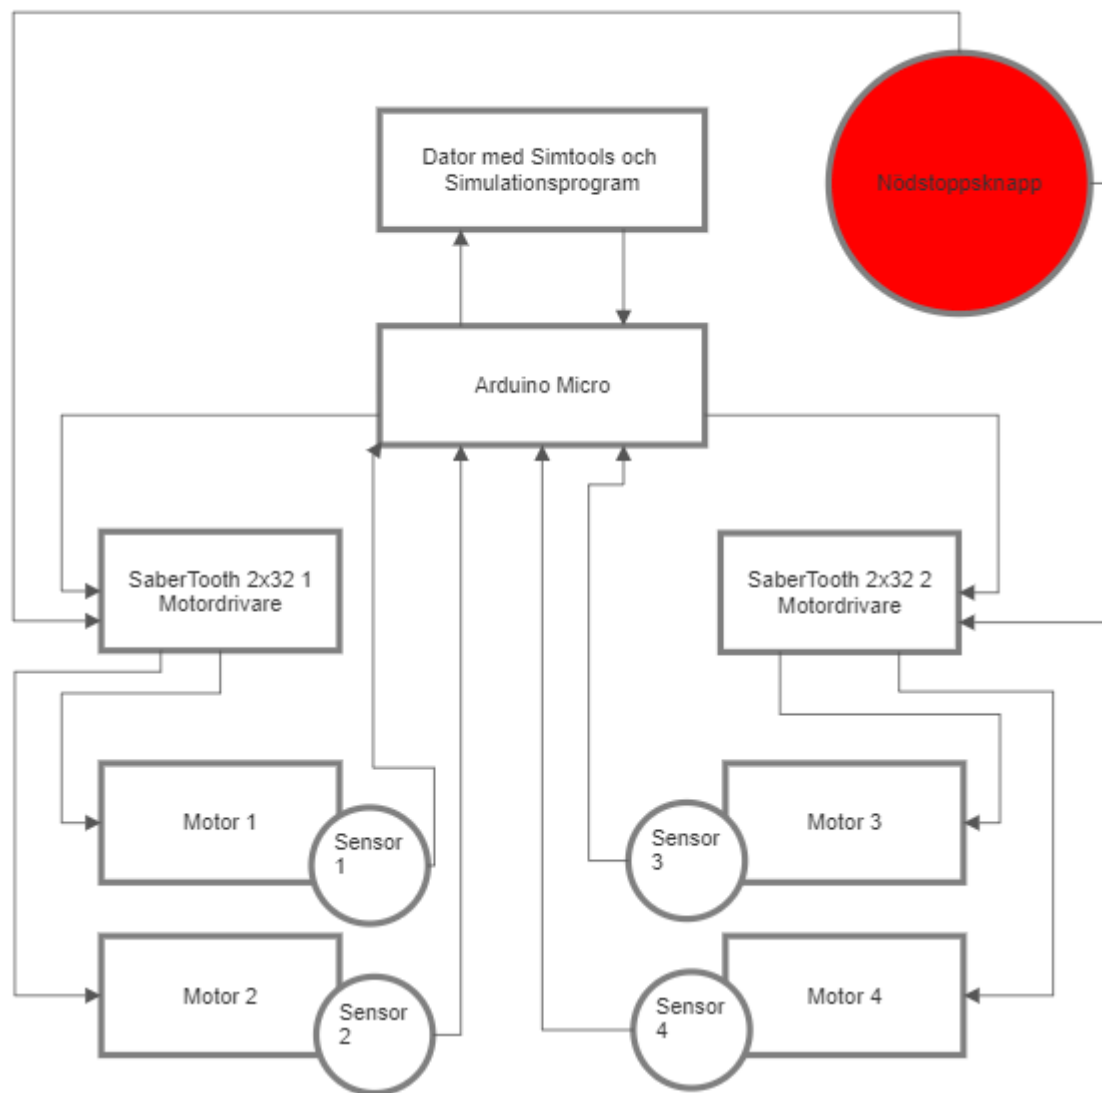 Dator med Simtools och
Simulationsprogram
Nödstoppsknapp
Arduino Micro
SaberTooth 2x32 1
Motordrivare
SaberTooth 2x32 2
Motordrivare
Motor 1
Sensor
1
Motor 3
Sensor
3
Motor 2
Sensor
2
Motor 4
Sensor
4